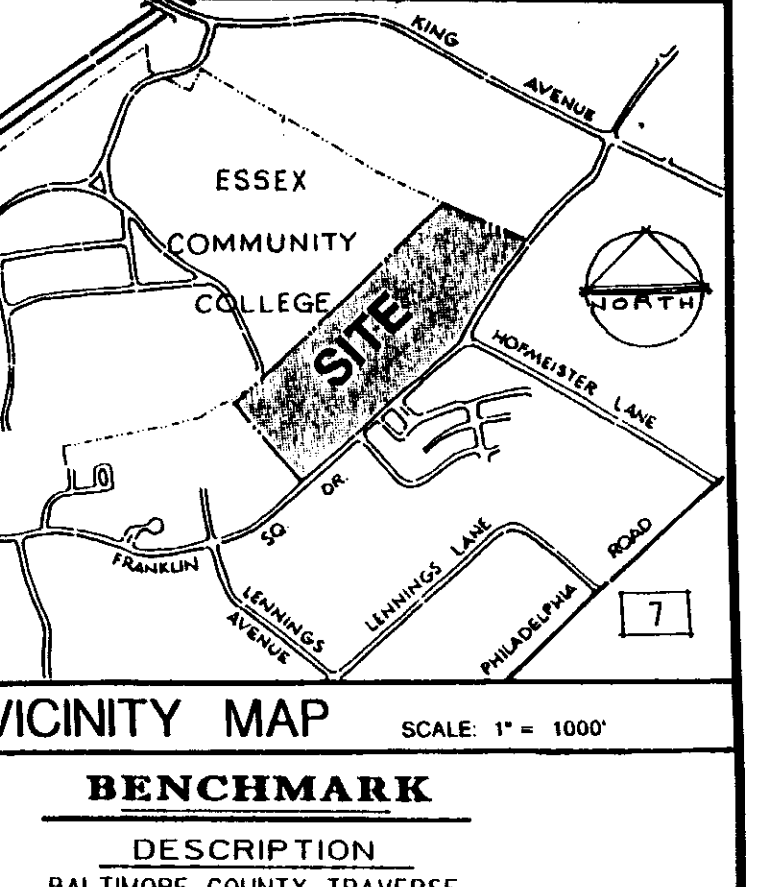 KING
AVENUE
ESSEX
COMMUNITY
COLLEGE
SITE
NORTH
HOFMEISTER LANE
FRANKLIN
SQ.
DR.
LENNINGS
AVENUE
LENNINGS LANE
PHILADELPHIA
ROAD
7
VICINITY MAP
SCALE: 1" = 1000'
BENCHMARK
DESCRIPTION
BALTIMORE COUNTY TRAVERSE